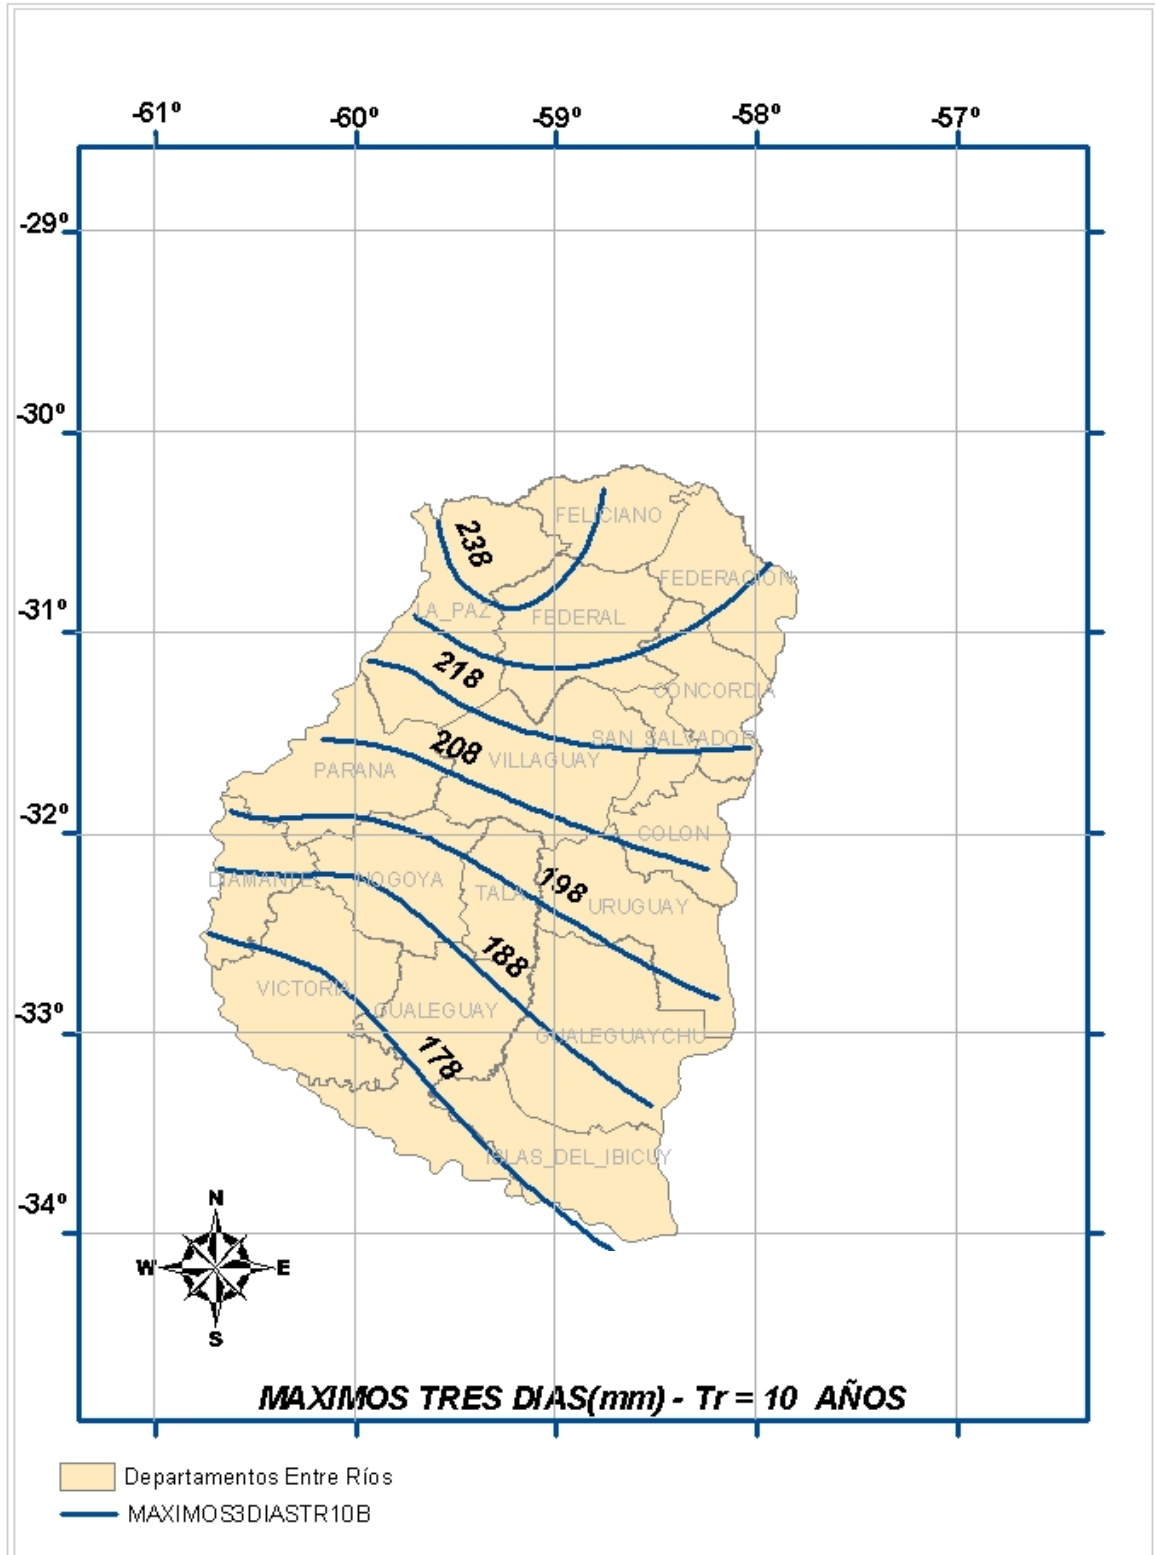 -61º -60º -59º -58º -57º
-29º
-30º
FELICIANO
238
FEDERACION
-31º
LA_PAZ
FEDERAL
218
CONCORDIA
SAN_SALVADOR
208
VILLAGUAY
PARANA
-32º
COLON
DIAMANTE
NOGOYA
TALA
198
URUGUAY
188
VICTORIA
GUALEGUAY
-33º
GUALEGUAYCHU
178
ISLAS_DEL_IBICUY
-34º
N
W E
S
MAXIMOS TRES DIAS(mm) - Tr = 10 AÑOS
Departamentos Entre Ríos
MAXIMOS3DIASTR10B